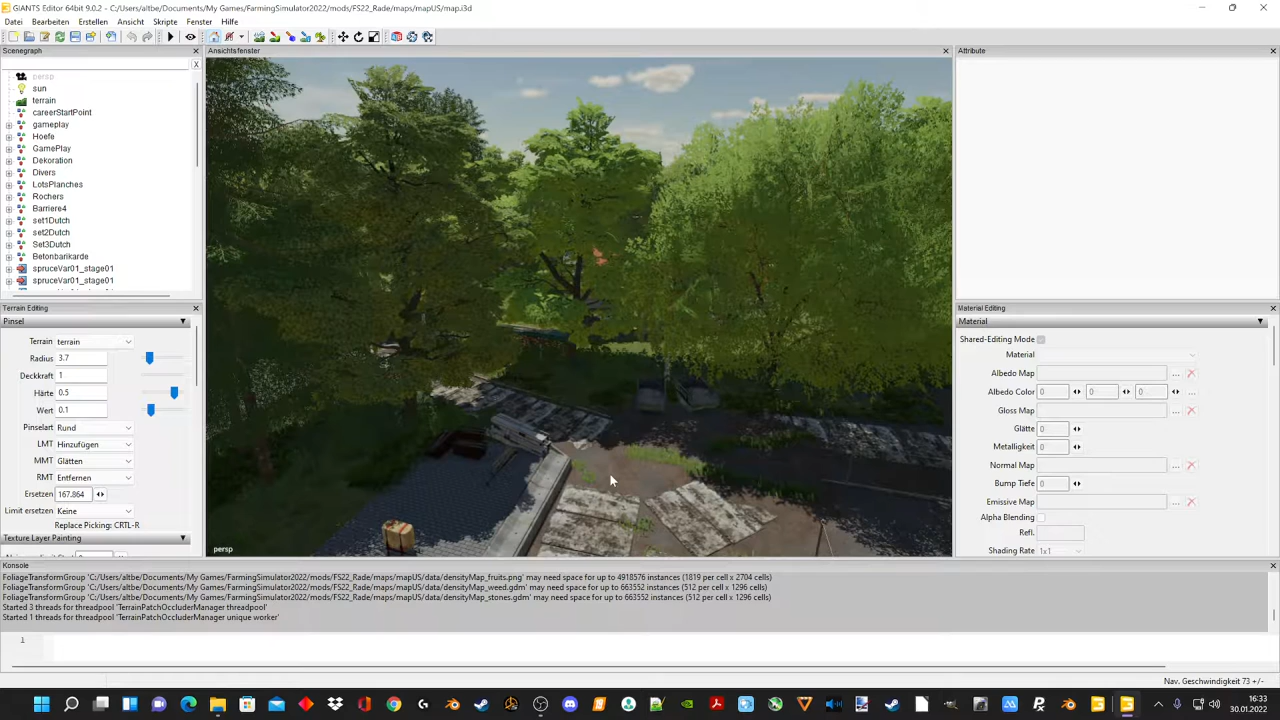 GIANTS Editor 64bit 9.0.2 - C:/Users/altbe/Documents/My Games/FarmingSimulator2022/mods/FS22_Rade/maps/mapUS/map.i3d
Datei Bearbeiten Erstellen Ansicht Skripte Fenster Hilfe
Scenegraph
X
persp
sun
terrain
careerStartPoint
gameplay
Hoefe
GamePlay
Dekoration
Divers
LotsPlanches
Rochers
Barriere4
set1Dutch
set2Dutch
Set3Dutch
Betonbarikarde
spruceVar01_stage01
spruceVar01_stage01
Terrain Editing
Pinsel
Terrain terrain
Radius 3.7
Deckkraft 1
Härte 0.5
Wert 0.1
Pinselart Rund
LMT Hinzufügen
MMT Glätten
RMT Entfernen
Ersetzen 167.864
Limit ersetzen Keine
Replace Picking: CRTL-R
Texture Layer Painting
Ansichtsfenster
persp
Attribute
Material Editing
Material
Shared-Editing Mode
Material
Albedo Map ...
Albedo Color 0 0 0 ...
Gloss Map ...
Glätte 0
Metalligkeit 0
Normal Map ...
Bump Tiefe 0
Emissive Map ...
Alpha Blending
Refl.
Shading Rate 1x1
Konsole
FoliageTransformGroup 'C:/Users/altbe/Documents/My Games/FarmingSimulator2022/mods/FS22_Rade/maps/mapUS/data/densityMap_fruits.png' may need space for up to 4918576 instances (1819 per cell x 2704 cells)
FoliageTransformGroup 'C:/Users/altbe/Documents/My Games/FarmingSimulator2022/mods/FS22_Rade/maps/mapUS/data/densityMap_weed.gdm' may need space for up to 663552 instances (512 per cell x 1296 cells)
FoliageTransformGroup 'C:/Users/altbe/Documents/My Games/FarmingSimulator2022/mods/FS22_Rade/maps/mapUS/data/densityMap_stones.gdm' may need space for up to 663552 instances (512 per cell x 1296 cells)
Started 3 threads for threadpool 'TerrainPatchOccluderManager threadpool'
Started 1 threads for threadpool 'TerrainPatchOccluderManager unique worker'
1
Nav. Geschwindigkeit 73 +/-
16:33
30.01.2022